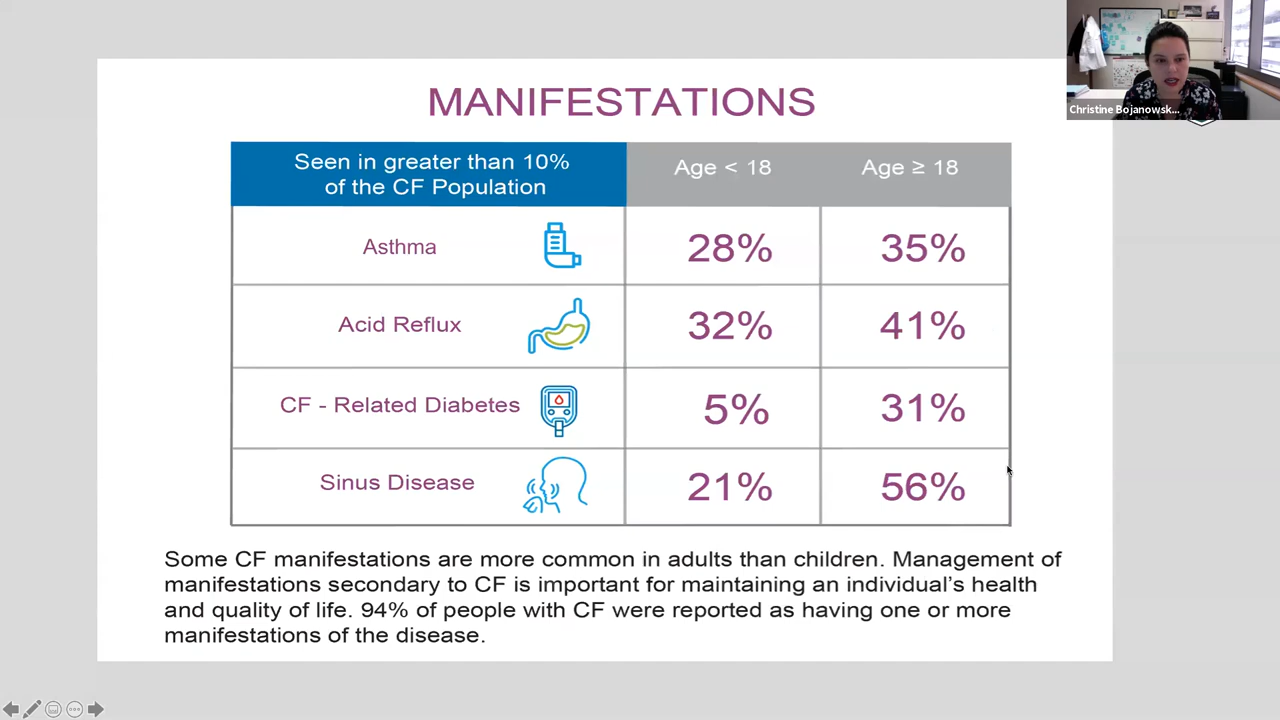 Christine Bojanowsk...
MANIFESTATIONS
Seen in greater than 10%
of the CF Population
Age < 18
Age ≥ 18
Asthma
28%
35%
Acid Reflux
32%
41%
CF - Related Diabetes
5%
31%
Sinus Disease
21%
56%
Some CF manifestations are more common in adults than children. Management of
manifestations secondary to CF is important for maintaining an individual’s health
and quality of life. 94% of people with CF were reported as having one or more
manifestations of the disease.